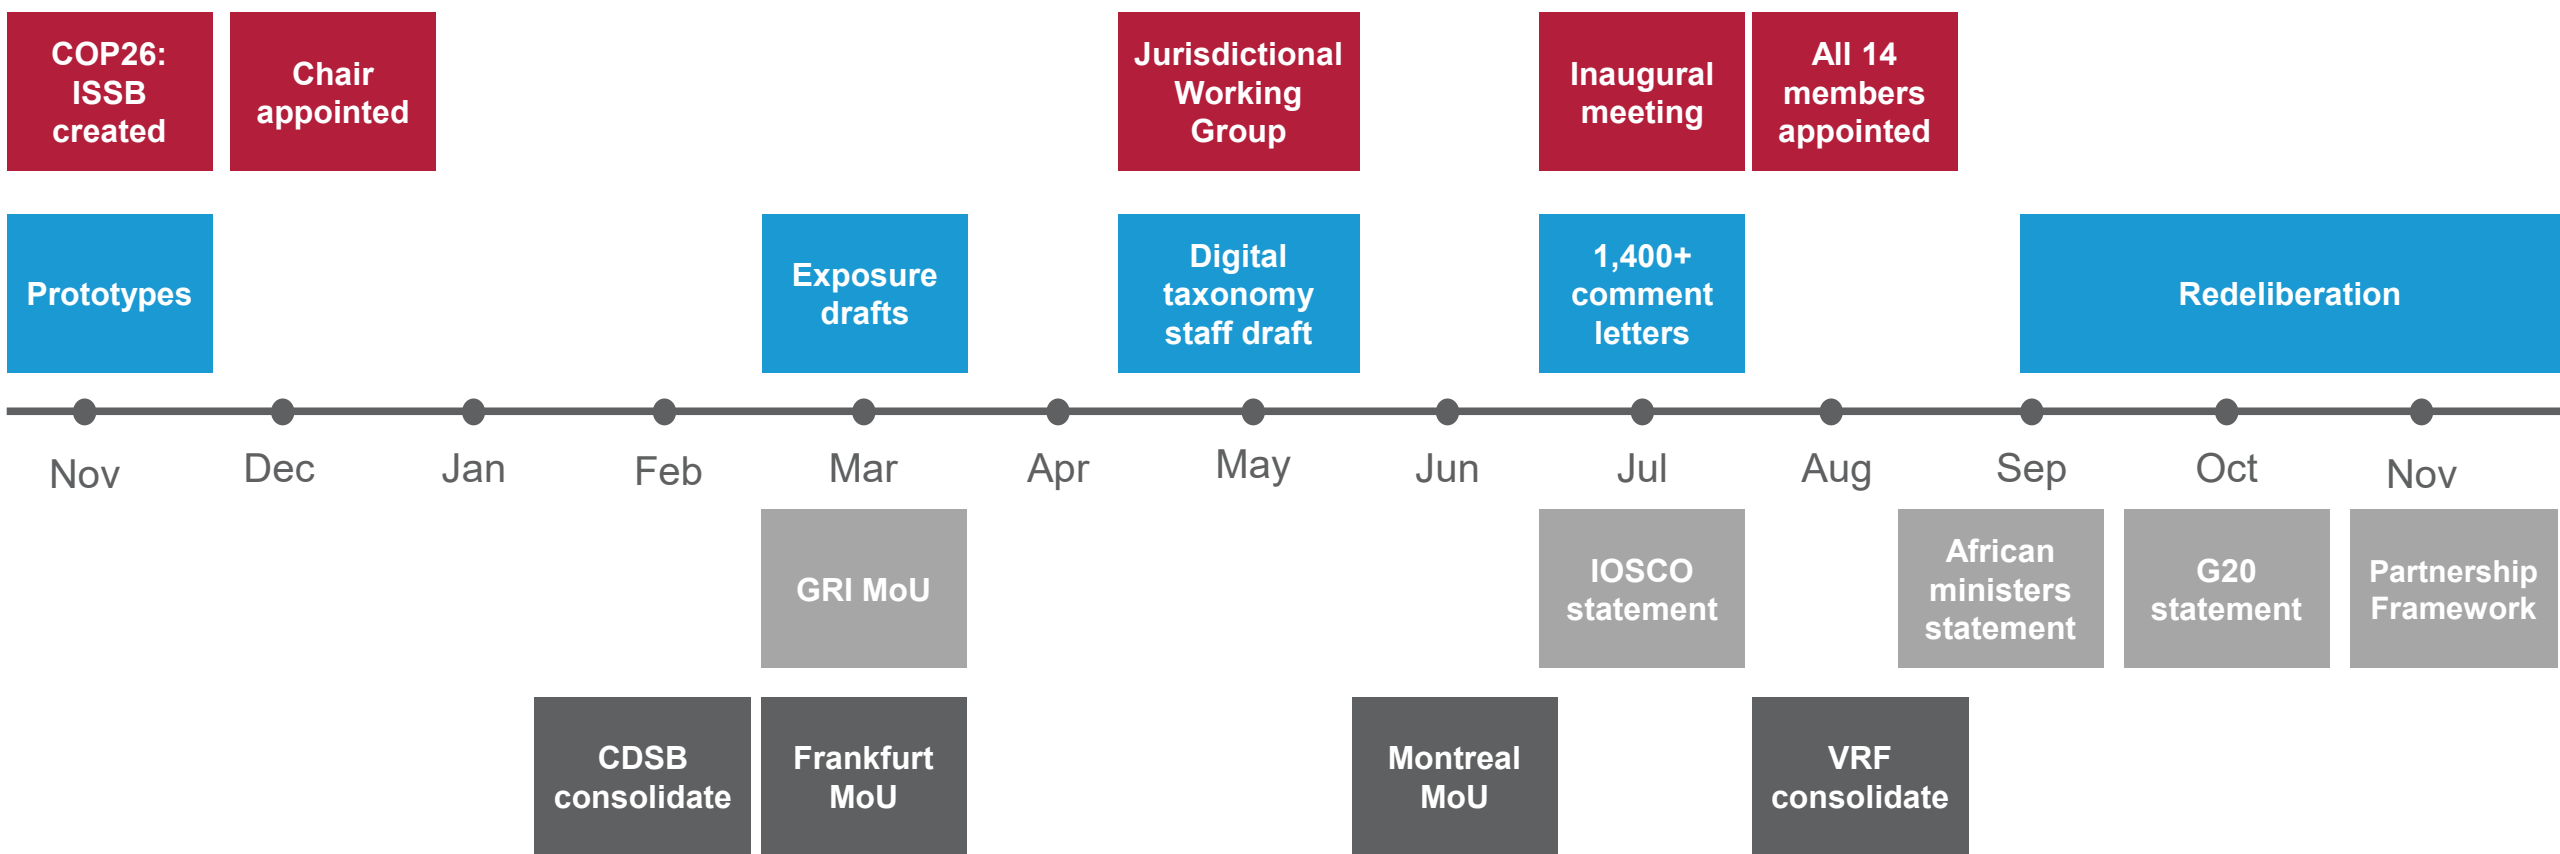 COP26:
ISSB
created
Chair
appointed
Jurisdictional
Working
Group
Inaugural
meeting
All 14
members
appointed
Prototypes
Exposure
drafts
Digital
taxonomy
staff draft
1,400+
comment
letters
Redeliberation
Nov
Dec
Jan
Feb
Mar
Apr
May
Jun
Jul
Aug
Sep
Oct
Nov
GRI MoU
IOSCO
statement
African
ministers
statement
G20
statement
Partnership
Framework
CDSB
consolidate
Frankfurt
MoU
Montreal
MoU
VRF
consolidate